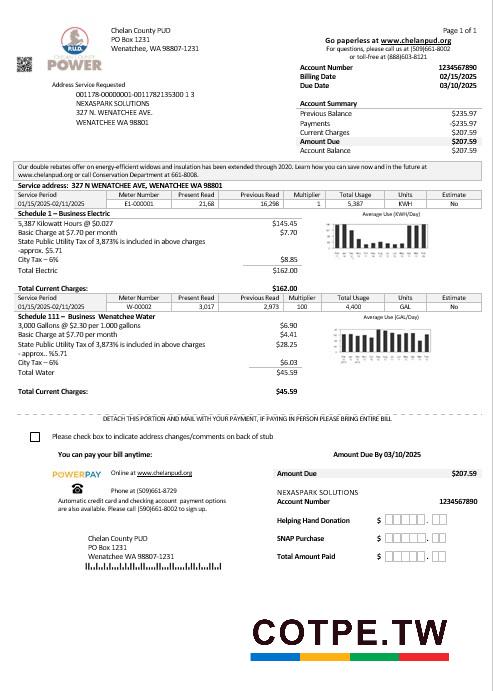 Chelan County PUD
PO Box 1231
Wenatchee, WA 98807-1231
P.U.D.
CHELAN COUNTY
POWER
Page 1 of 1
Go paperless at www.chelanpud.org
For questions, please call us at (509)661-8002
or toll-free at (888)603-8121
Account Number 1234567890
Billing Date 02/15/2025
Due Date 03/10/2025
Address Service Requested
001178-00000001-0011782135300 1 3
NEXASPARK SOLUTIONS
327 N. WENATCHEE AVE.
WENATCHEE WA 98801
Account Summary
Previous Balance $235.97
Payments -$235.97
Current Charges $207.59
Amount Due $207.59
Account Balance $207.59
Our double rebates offer on energy-efficient widows and insulation has been extended through 2020. Learn how you can save now and in the future at
www.chelanpud.org or call Conservation Department at 661-8008.
Service address: 327 N WENATCHEE AVE, WENATCHEE WA 98801
Service Period Meter Number Present Read Previous Read Multiplier Total Usage Units Estimate
01/15/2025-02/11/2025 E1-000001 21,68 16,298 1 5,387 KWH No
Schedule 1 – Business Electric
5,387 Kilowatt Hours @ $0.027 $145.45
Basic Charge at $7.70 per month $7.70
State Public Utility Tax of 3,873% is included in above charges
-approx. $5.71
City Tax – 6% $8.85
Total Electric $162.00
Average Use (KWH/Day)
Total Current Charges: $162.00
Service Period Meter Number Present Read Previous Read Multiplier Total Usage Units Estimate
01/15/2025-02/11/2025 W-00002 3,017 2,973 100 4,400 GAL No
Schedule 111 – Business Wenatchee Water
3,000 Gallons @ $2.30 per 1.000 gallons $6.90
Basic Charge at $7.70 per month $4.41
State Public Utility Tax of 3,873% is included in above charges $28.25
- approx.. %5.71
City Tax – 6% $6.03
Total Water $45.59
Average Use (GAL/Day)
Total Current Charges: $45.59
DETACH THIS PORTION AND MAIL WITH YOUR PAYMENT, IF PAYING IN PERSON PLEASE BRING ENTIRE BILL
Please check box to indicate address changes/comments on back of stub
You can pay your bill anytime:
POWERPAY Online at www.chelanpud.org
Phone at (509)661-8729
Automatic credit card and checking account payment options
are also available. Please call (590)661-8002 to sign up.
Amount Due By 03/10/2025
Amount Due $207.59
NEXASPARK SOLUTIONS
Account Number 1234567890
Helping Hand Donation $ .
SNAP Purchase $ .
Total Amount Paid $ .
Chelan County PUD
PO Box 1231
Wenatchee WA 98807-1231
COTPE.TW